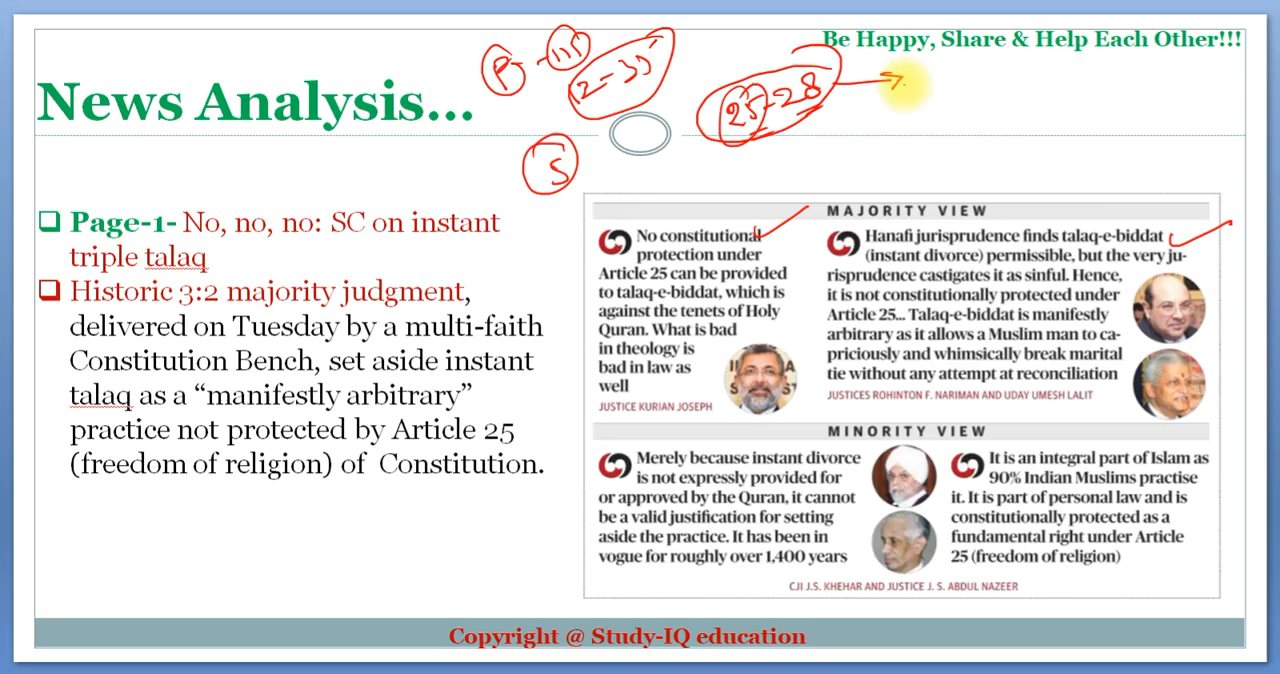 Be Happy, Share & Help Each Other!!!
P - III
12-35
25-28
S
News Analysis...
Page-1- No, no, no: SC on instant
triple talaq
Historic 3:2 majority judgment,
delivered on Tuesday by a multi-faith
Constitution Bench, set aside instant
talaq as a “manifestly arbitrary”
practice not protected by Article 25
(freedom of religion) of Constitution.
MAJORITY VIEW
No constitutional
protection under
Article 25 can be provided
to talaq-e-biddat, which is
against the tenets of Holy
Quran. What is bad
in theology is
bad in law as
well
JUSTICE KURIAN JOSEPH
Hanafi jurisprudence finds talaq-e-biddat
(instant divorce) permissible, but the very ju-
risprudence castigates it as sinful. Hence,
it is not constitutionally protected under
Article 25... Talaq-e-biddat is manifestly
arbitrary as it allows a Muslim man to ca-
priciously and whimsically break marital
tie without any attempt at reconciliation
JUSTICES ROHINTON F. NARIMAN AND UDAY UMESH LALIT
MINORITY VIEW
Merely because instant divorce
is not expressly provided for
or approved by the Quran, it cannot
be a valid justification for setting
aside the practice. It has been in
vogue for roughly over 1,400 years
It is an integral part of Islam as
90% Indian Muslims practise
it. It is part of personal law and is
constitutionally protected as a
fundamental right under Article
25 (freedom of religion)
CJI J.S. KHEHAR AND JUSTICE J. S. ABDUL NAZEER
Copyright @ Study-IQ education